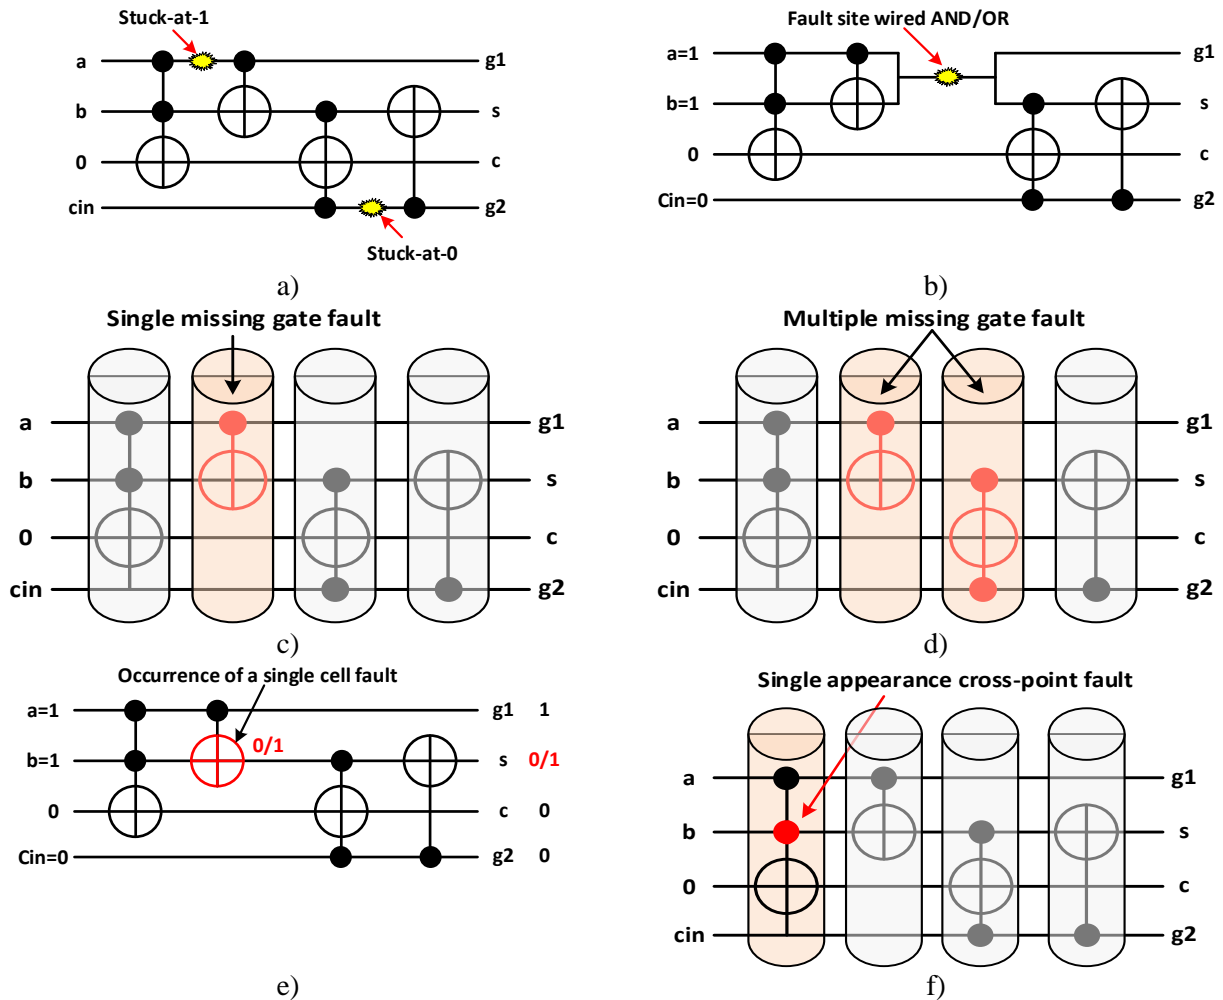 Stuck-at-1
a
g1
b
s
0
c
cin
g2
Stuck-at-0
a)
Fault site wired AND/OR
a=1
g1
b=1
s
0
c
Cin=0
g2
b)
Single missing gate fault
a
g1
b
s
0
c
cin
g2
c)
Multiple missing gate fault
a
g1
b
s
0
c
cin
g2
d)
Occurrence of a single cell fault
a=1
g1 1
0/1
b=1
s 0/1
0
c 0
Cin=0
g2 0
e)
Single appearance cross-point fault
a
g1
b
s
0
c
cin
g2
f)